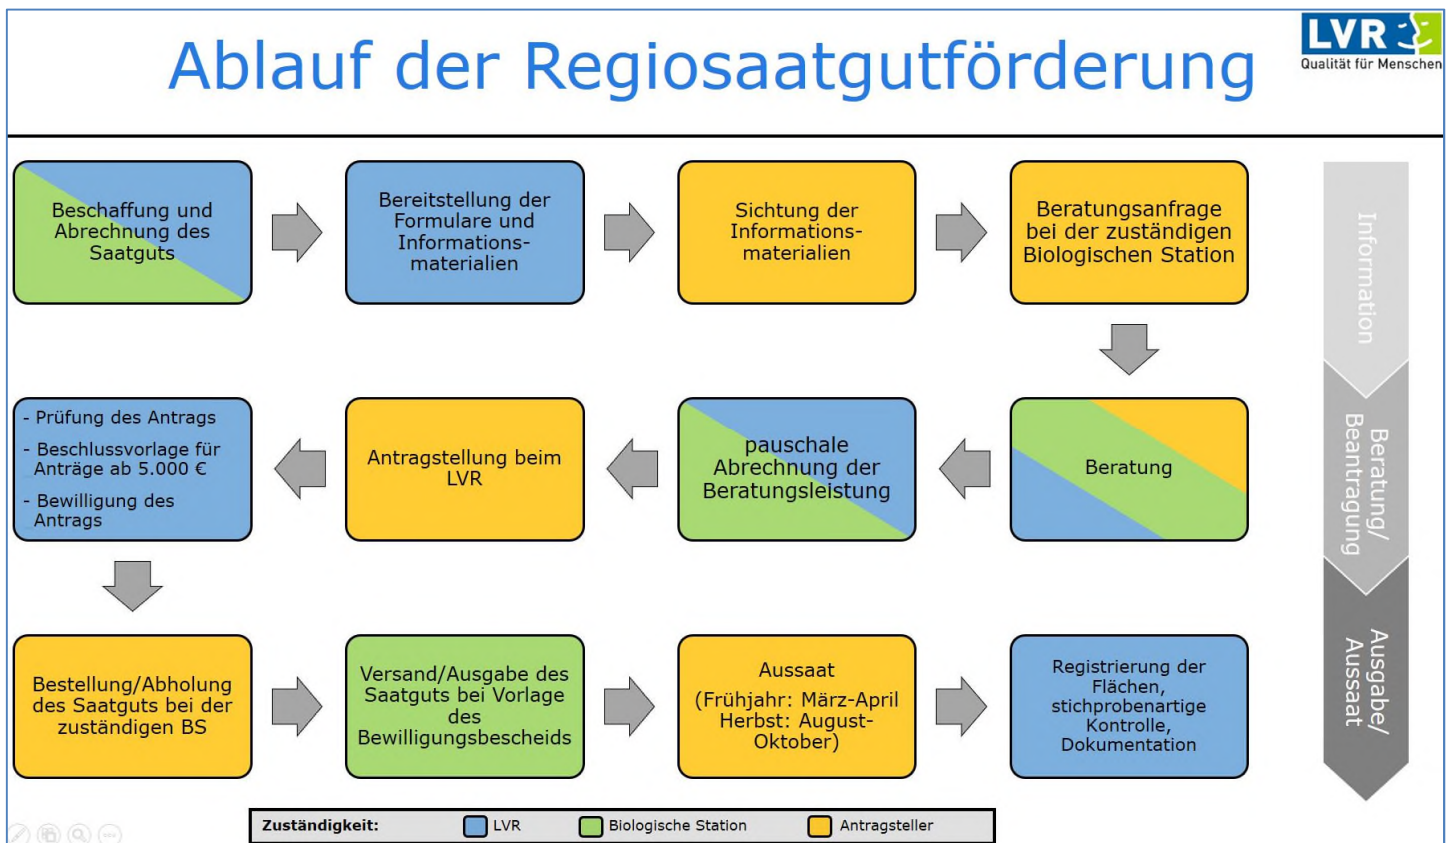 Ablauf der Regiosaatgutförderung
LVR
Qualität für Menschen
Beschaffung und
Abrechnung des
Saatguts
Bereitstellung der
Formulare und
Informations-
materialien
Sichtung der
Informations-
materialien
Beratungsanfrage
bei der zuständigen
Biologischen Station
Information
Beratung
pauschale
Abrechnung der
Beratungsleistung
Antragstellung beim
LVR
- Prüfung des Antrags
- Beschlussvorlage für
Anträge ab 5.000 €
- Bewilligung des
Antrags
Beratung/
Beantragung
Bestellung/Abholung
des Saatguts bei der
zuständigen BS
Versand/Ausgabe des
Saatguts bei Vorlage
des
Bewilligungsbescheids
Aussaat
(Frühjahr: März-April
Herbst: August-
Oktober)
Registrierung der
Flächen,
stichprobenartige
Kontrolle,
Dokumentation
Ausgabe/
Aussaat
Zuständigkeit:
LVR
Biologische Station
Antragsteller